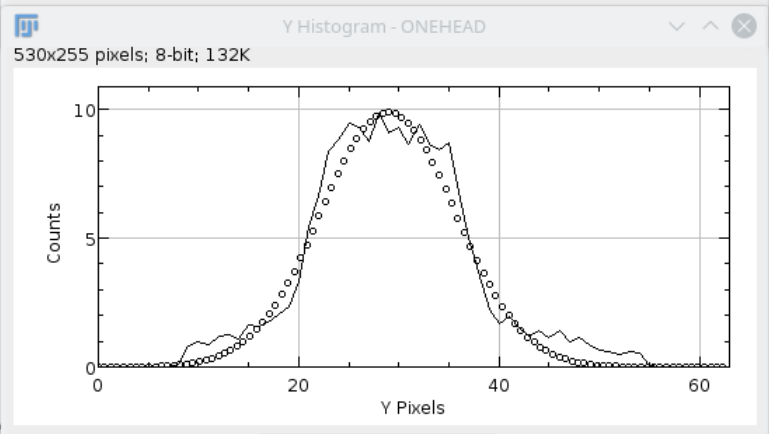 Y Histogram - ONEHEAD
530x255 pixels; 8-bit; 132K
10
5
0
Counts
0 20 40 60
Y Pixels